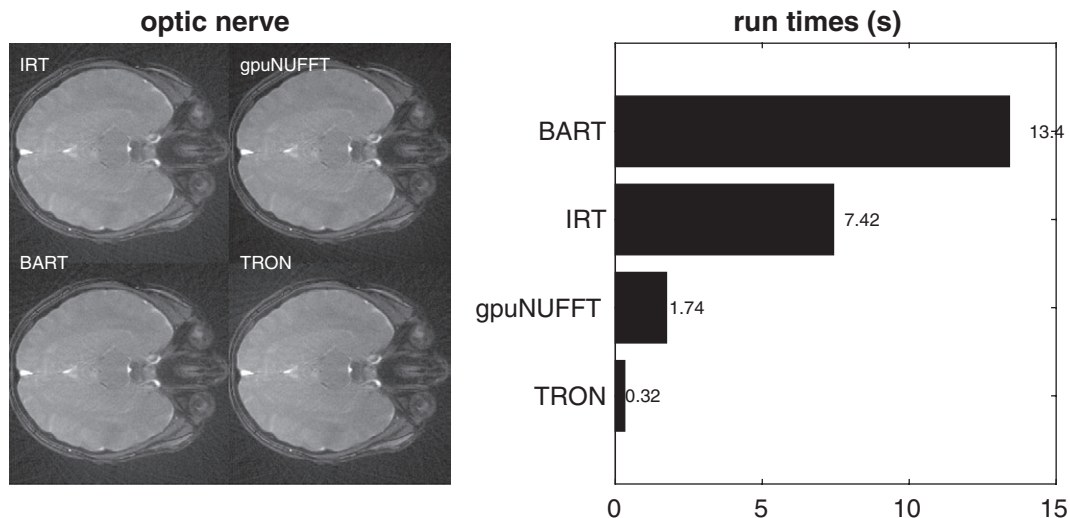 optic nerve
IRT
gpuNUFFT
BART
TRON
run times (s)
BART
13.4
IRT
7.42
gpuNUFFT
1.74
TRON
0.32
0
5
10
15